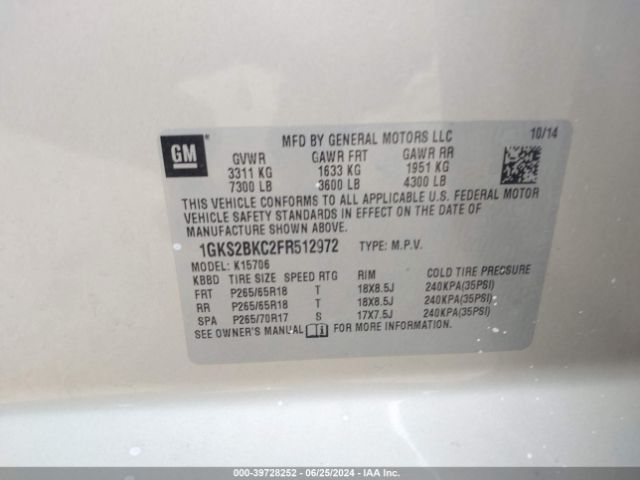 GM
MFD BY GENERAL MOTORS LLC 10/14
GVWR GAWR FRT GAWR RR
3311 KG 1633 KG 1951 KG
7300 LB 3600 LB 4300 LB
THIS VEHICLE CONFORMS TO ALL APPLICABLE U.S. FEDERAL MOTOR
VEHICLE SAFETY STANDARDS IN EFFECT ON THE DATE OF
MANUFACTURE SHOWN ABOVE.
1GKS2BKC2FR512972 TYPE: M.P.V.
MODEL: K15706
KBBD TIRE SIZE SPEED RTG RIM COLD TIRE PRESSURE
FRT P265/65R18 T 18X8.5J 240KPA(35PSI)
RR P265/65R18 T 18X8.5J 240KPA(35PSI)
SPA P265/70R17 S 17X7.5J 240KPA(35PSI)
SEE OWNER'S MANUAL FOR MORE INFORMATION.
000-39728252 - 06/25/2024 - IAA Inc.